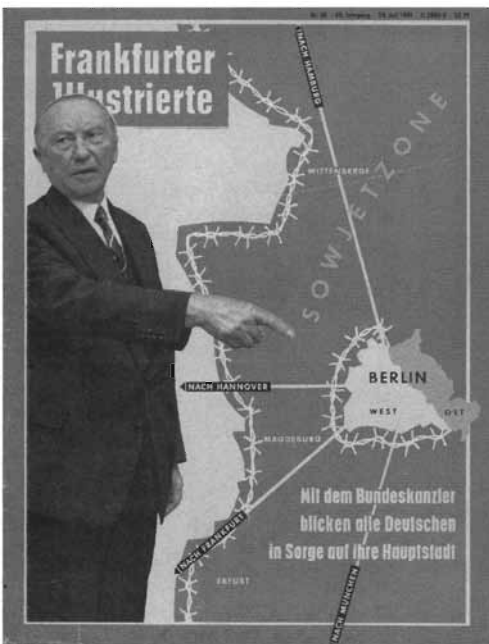 Frankfurter
Illustrierte
NACH HAMBURG
WITTENBERGE
SOWJETZONE
NACH HANNOVER
BERLIN
WEST
OST
MAGDEBURG
NACH FRANKFURT
Mit dem Bundeskanzler
blicken alle Deutschen
in Sorge auf ihre Hauptstadt
ERFURT
NACH MÜNCHEN